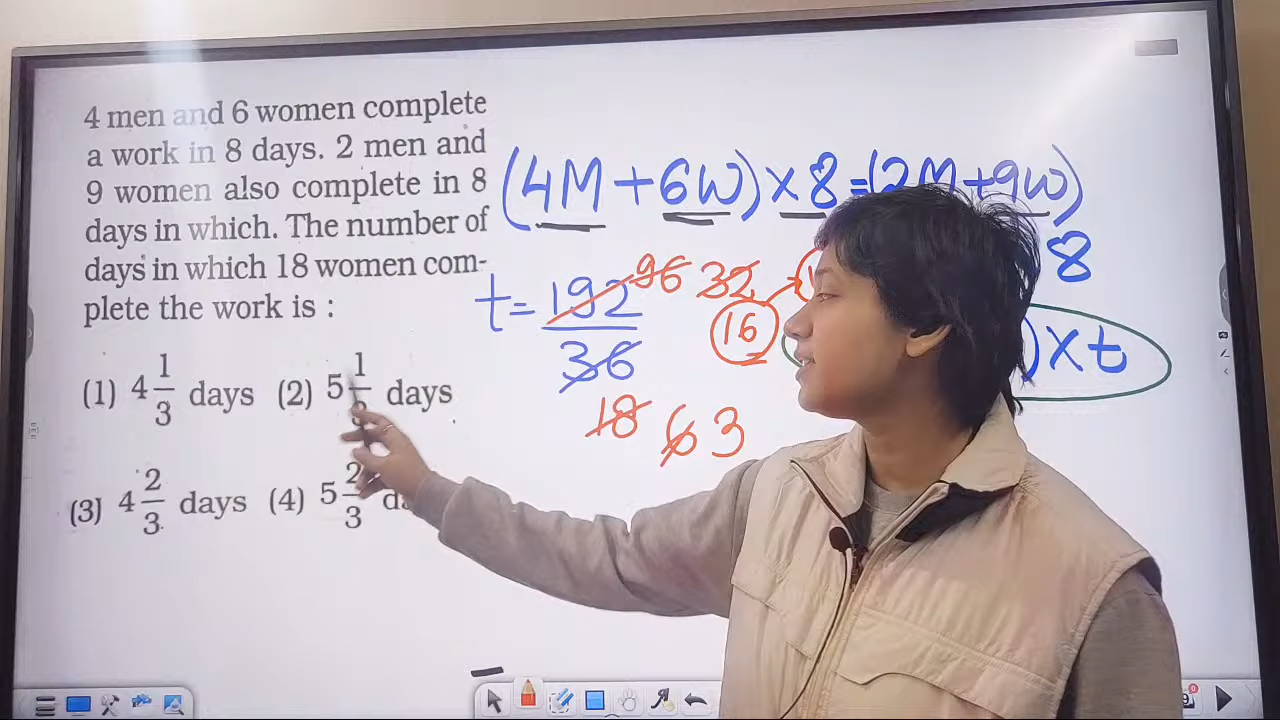 4 men and 6 women complete
a work in 8 days. 2 men and
9 women also complete in 8
days in which. The number of
days in which 18 women com-
plete the work is :
(1) 4 1/3 days (2) 5 1/3 days
(3) 4 2/3 days (4) 5 2/3
(4M + 6W) × 8 = (2M + 9W)
8
t = 192/36
96 32
16
18 6 3
) × t